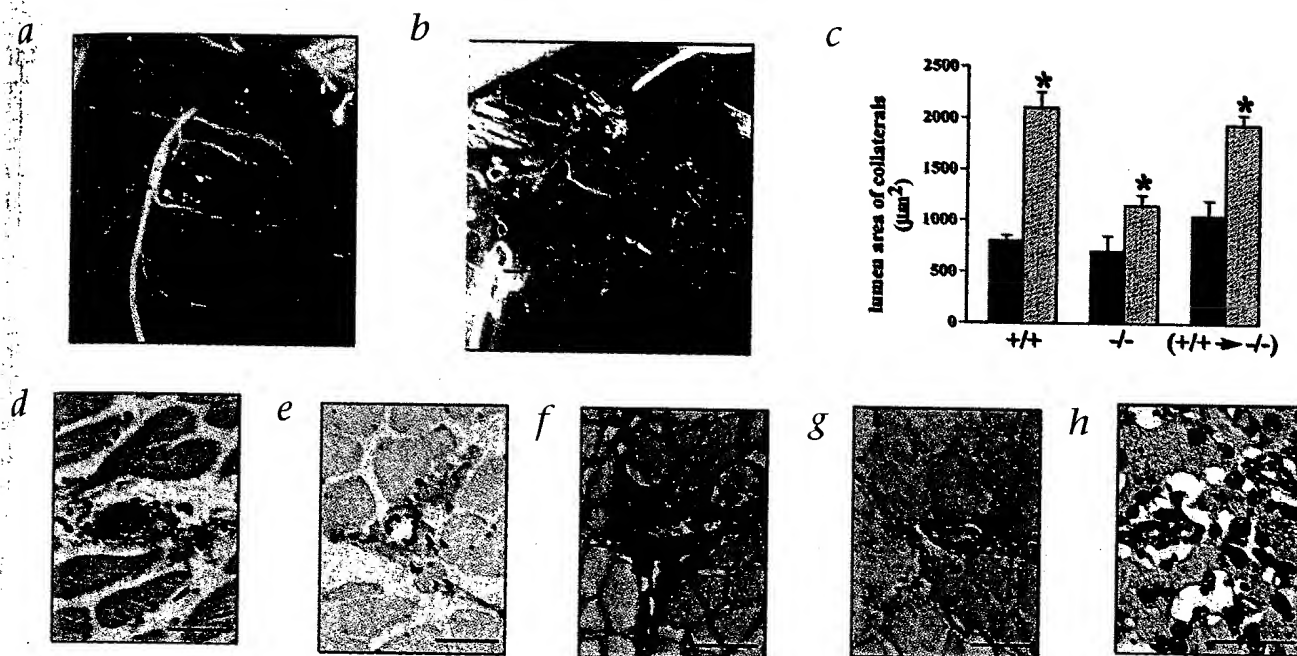 a
b
c
lumen area of collaterals
(μm²)
2500
2000
1500
1000
500
0
*
*
*
+/+
-/-
(+/+ → -/-)
d
e
f
g
h